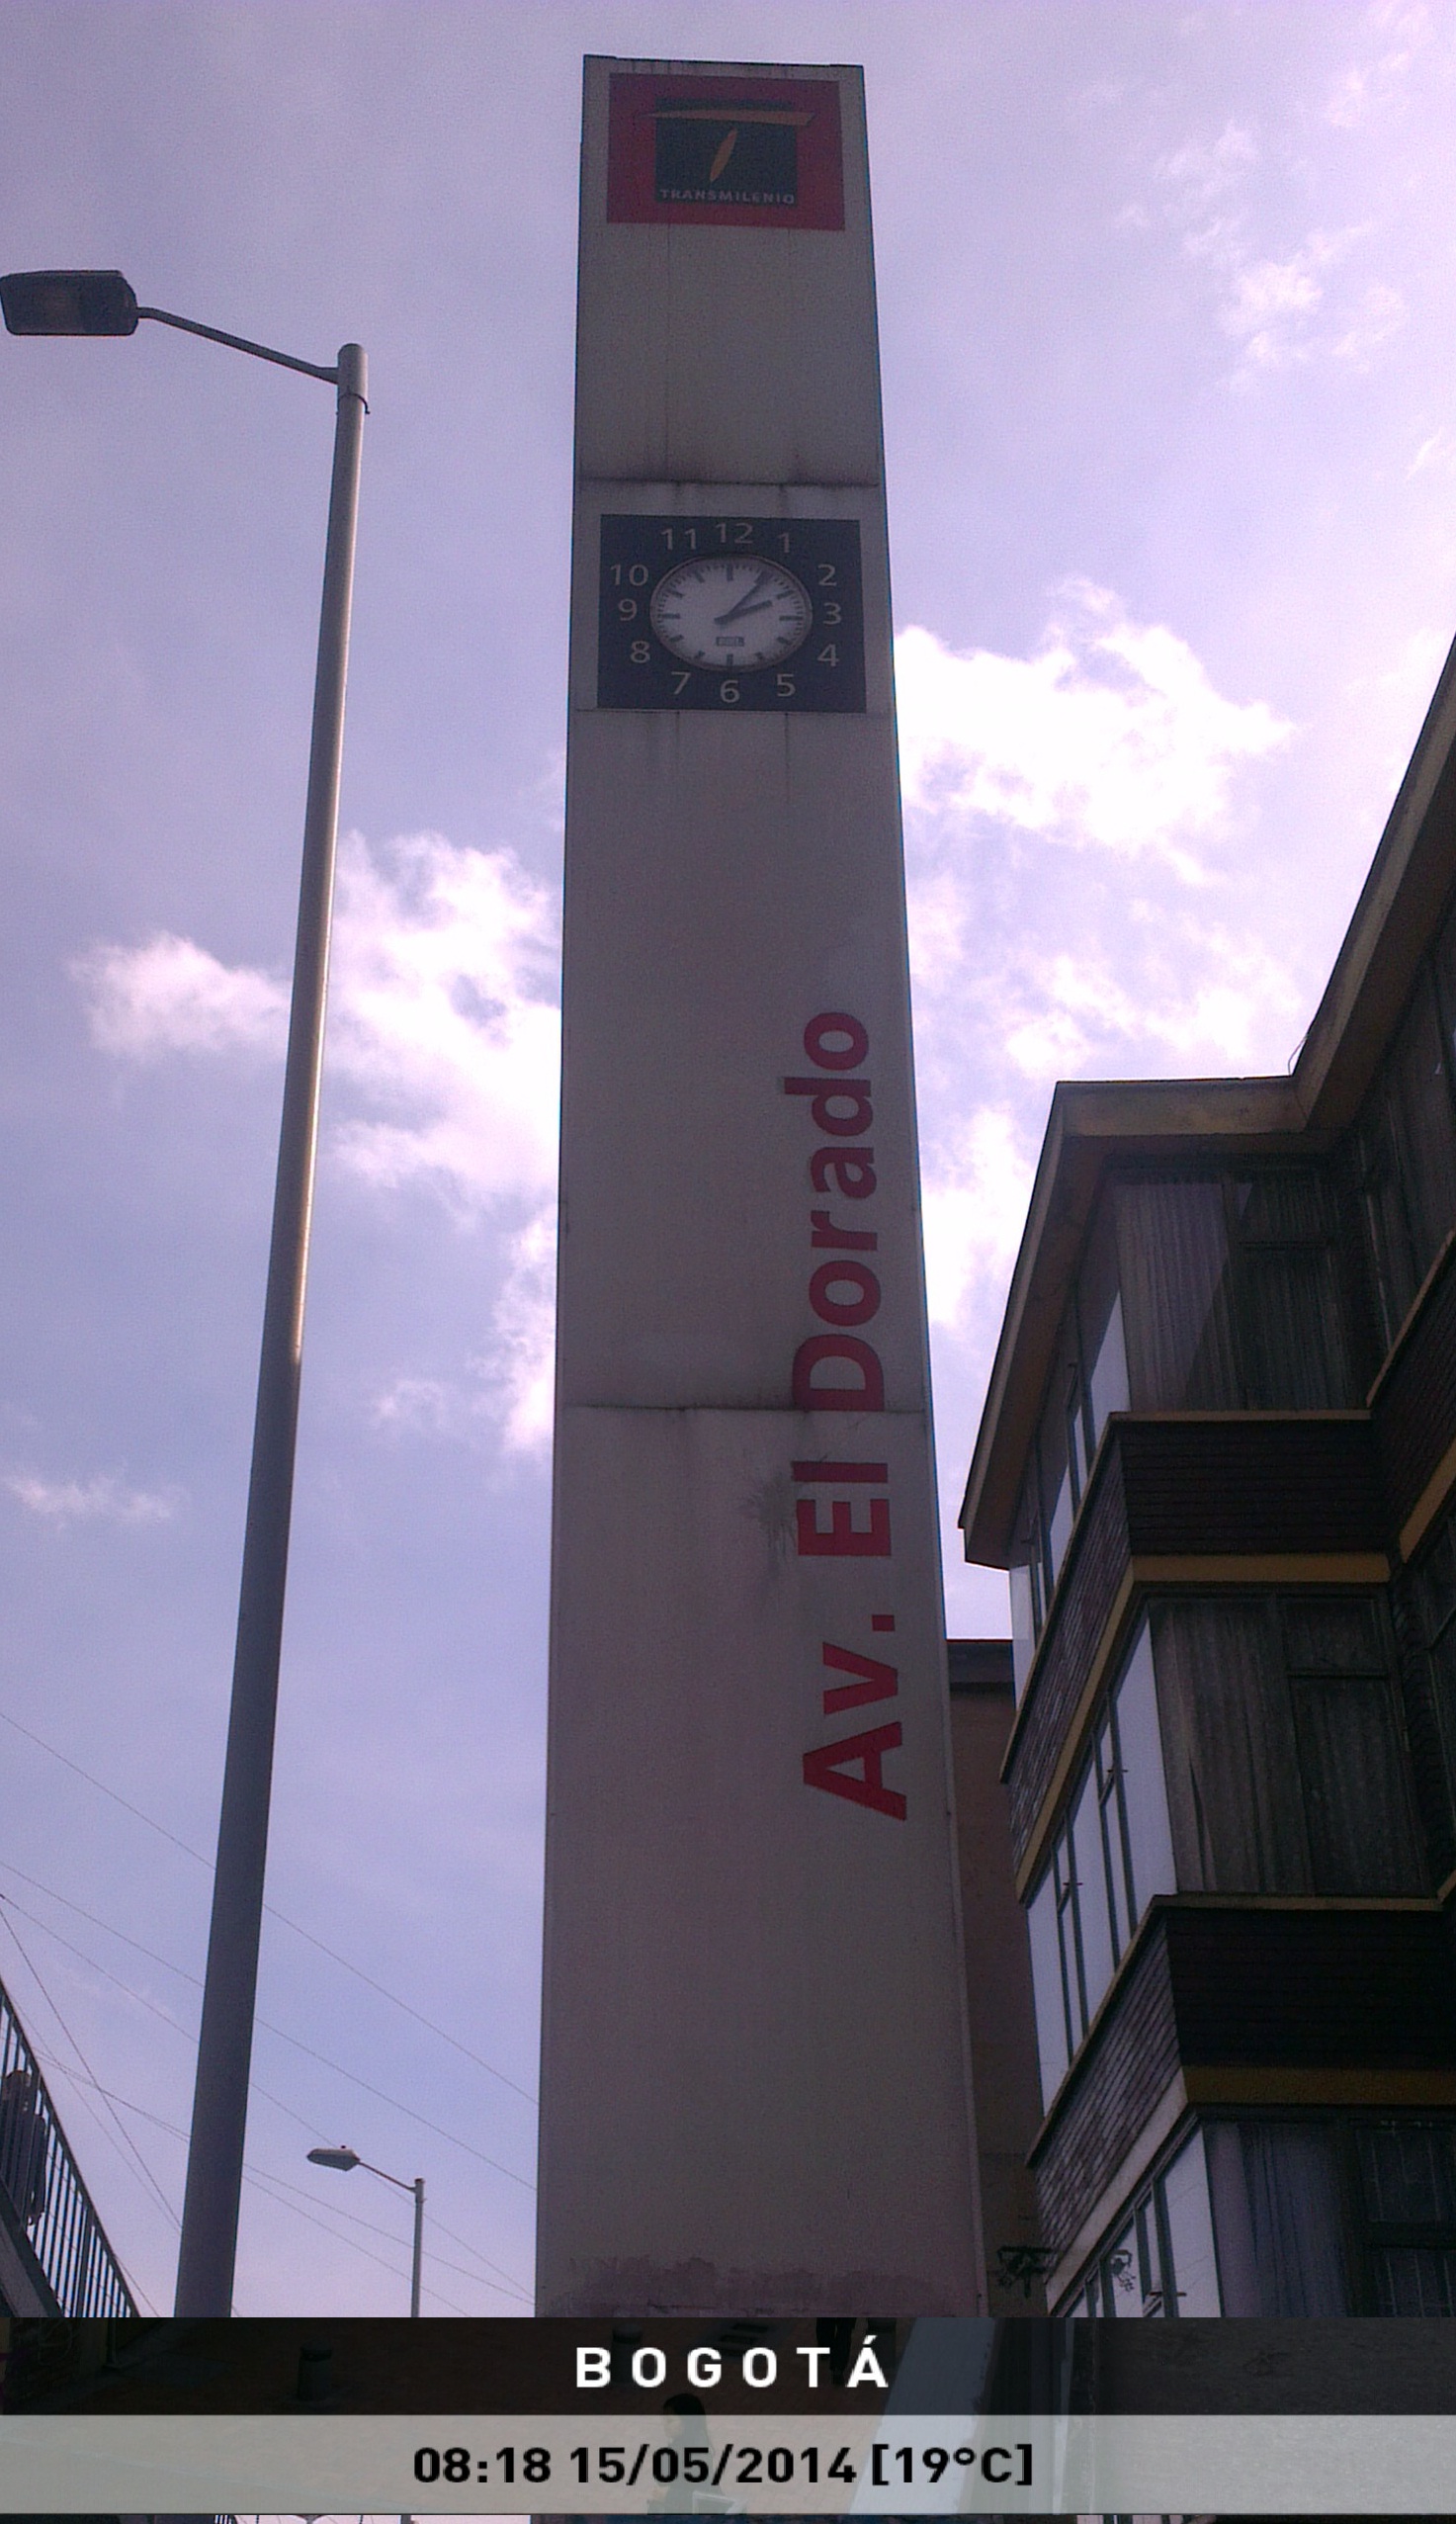 TRANSMILENIO
11 12 1
10 2
9 3
8 4
7 6 5
Av. El Dorado
BOGOTÁ
08:18 15/05/2014 [19°C]